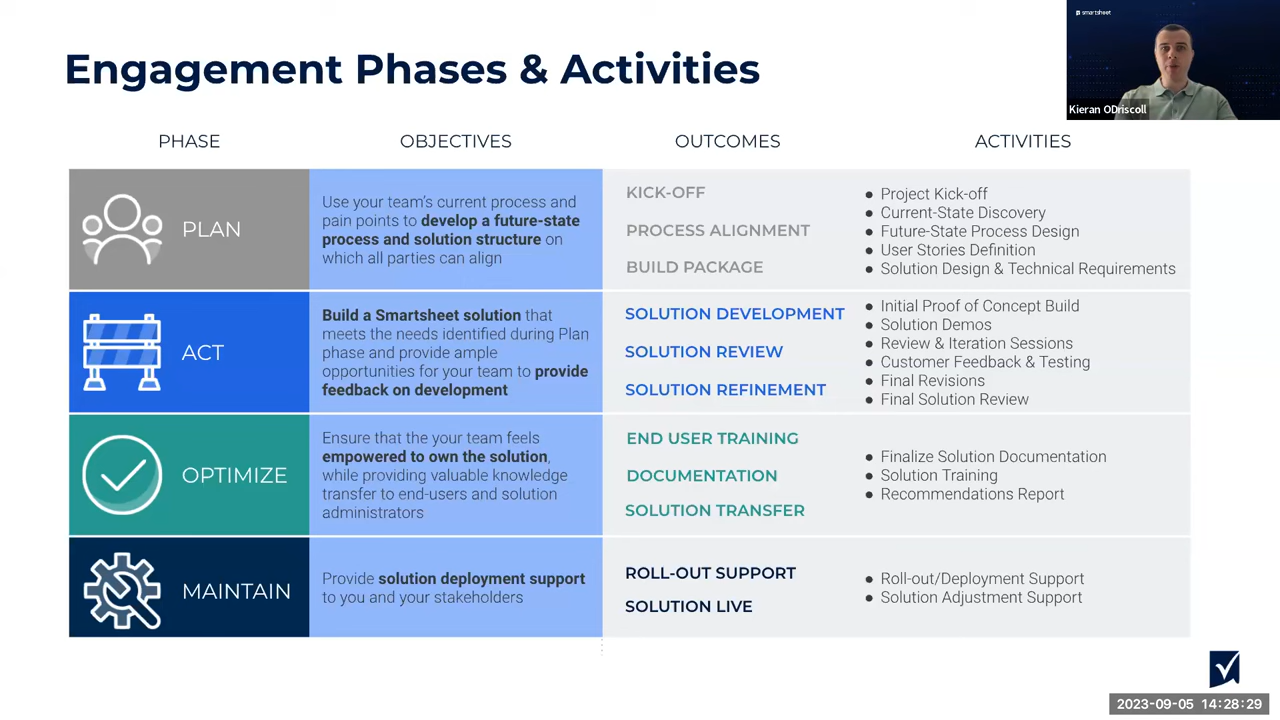 smartsheet
Kieran ODriscoll
Engagement Phases & Activities
PHASE
OBJECTIVES
OUTCOMES
ACTIVITIES
PLAN
Use your team's current process and
pain points to develop a future-state
process and solution structure on
which all parties can align
KICK-OFF
PROCESS ALIGNMENT
BUILD PACKAGE
● Project Kick-off
● Current-State Discovery
● Future-State Process Design
● User Stories Definition
● Solution Design & Technical Requirements
ACT
Build a Smartsheet solution that
meets the needs identified during Plan
phase and provide ample
opportunities for your team to provide
feedback on development
SOLUTION DEVELOPMENT
SOLUTION REVIEW
SOLUTION REFINEMENT
● Initial Proof of Concept Build
● Solution Demos
● Review & Iteration Sessions
● Customer Feedback & Testing
● Final Revisions
● Final Solution Review
OPTIMIZE
Ensure that the your team feels
empowered to own the solution,
while providing valuable knowledge
transfer to end-users and solution
administrators
END USER TRAINING
DOCUMENTATION
SOLUTION TRANSFER
● Finalize Solution Documentation
● Solution Training
● Recommendations Report
MAINTAIN
Provide solution deployment support
to you and your stakeholders
ROLL-OUT SUPPORT
SOLUTION LIVE
● Roll-out/Deployment Support
● Solution Adjustment Support
2023-09-05 14:28:29